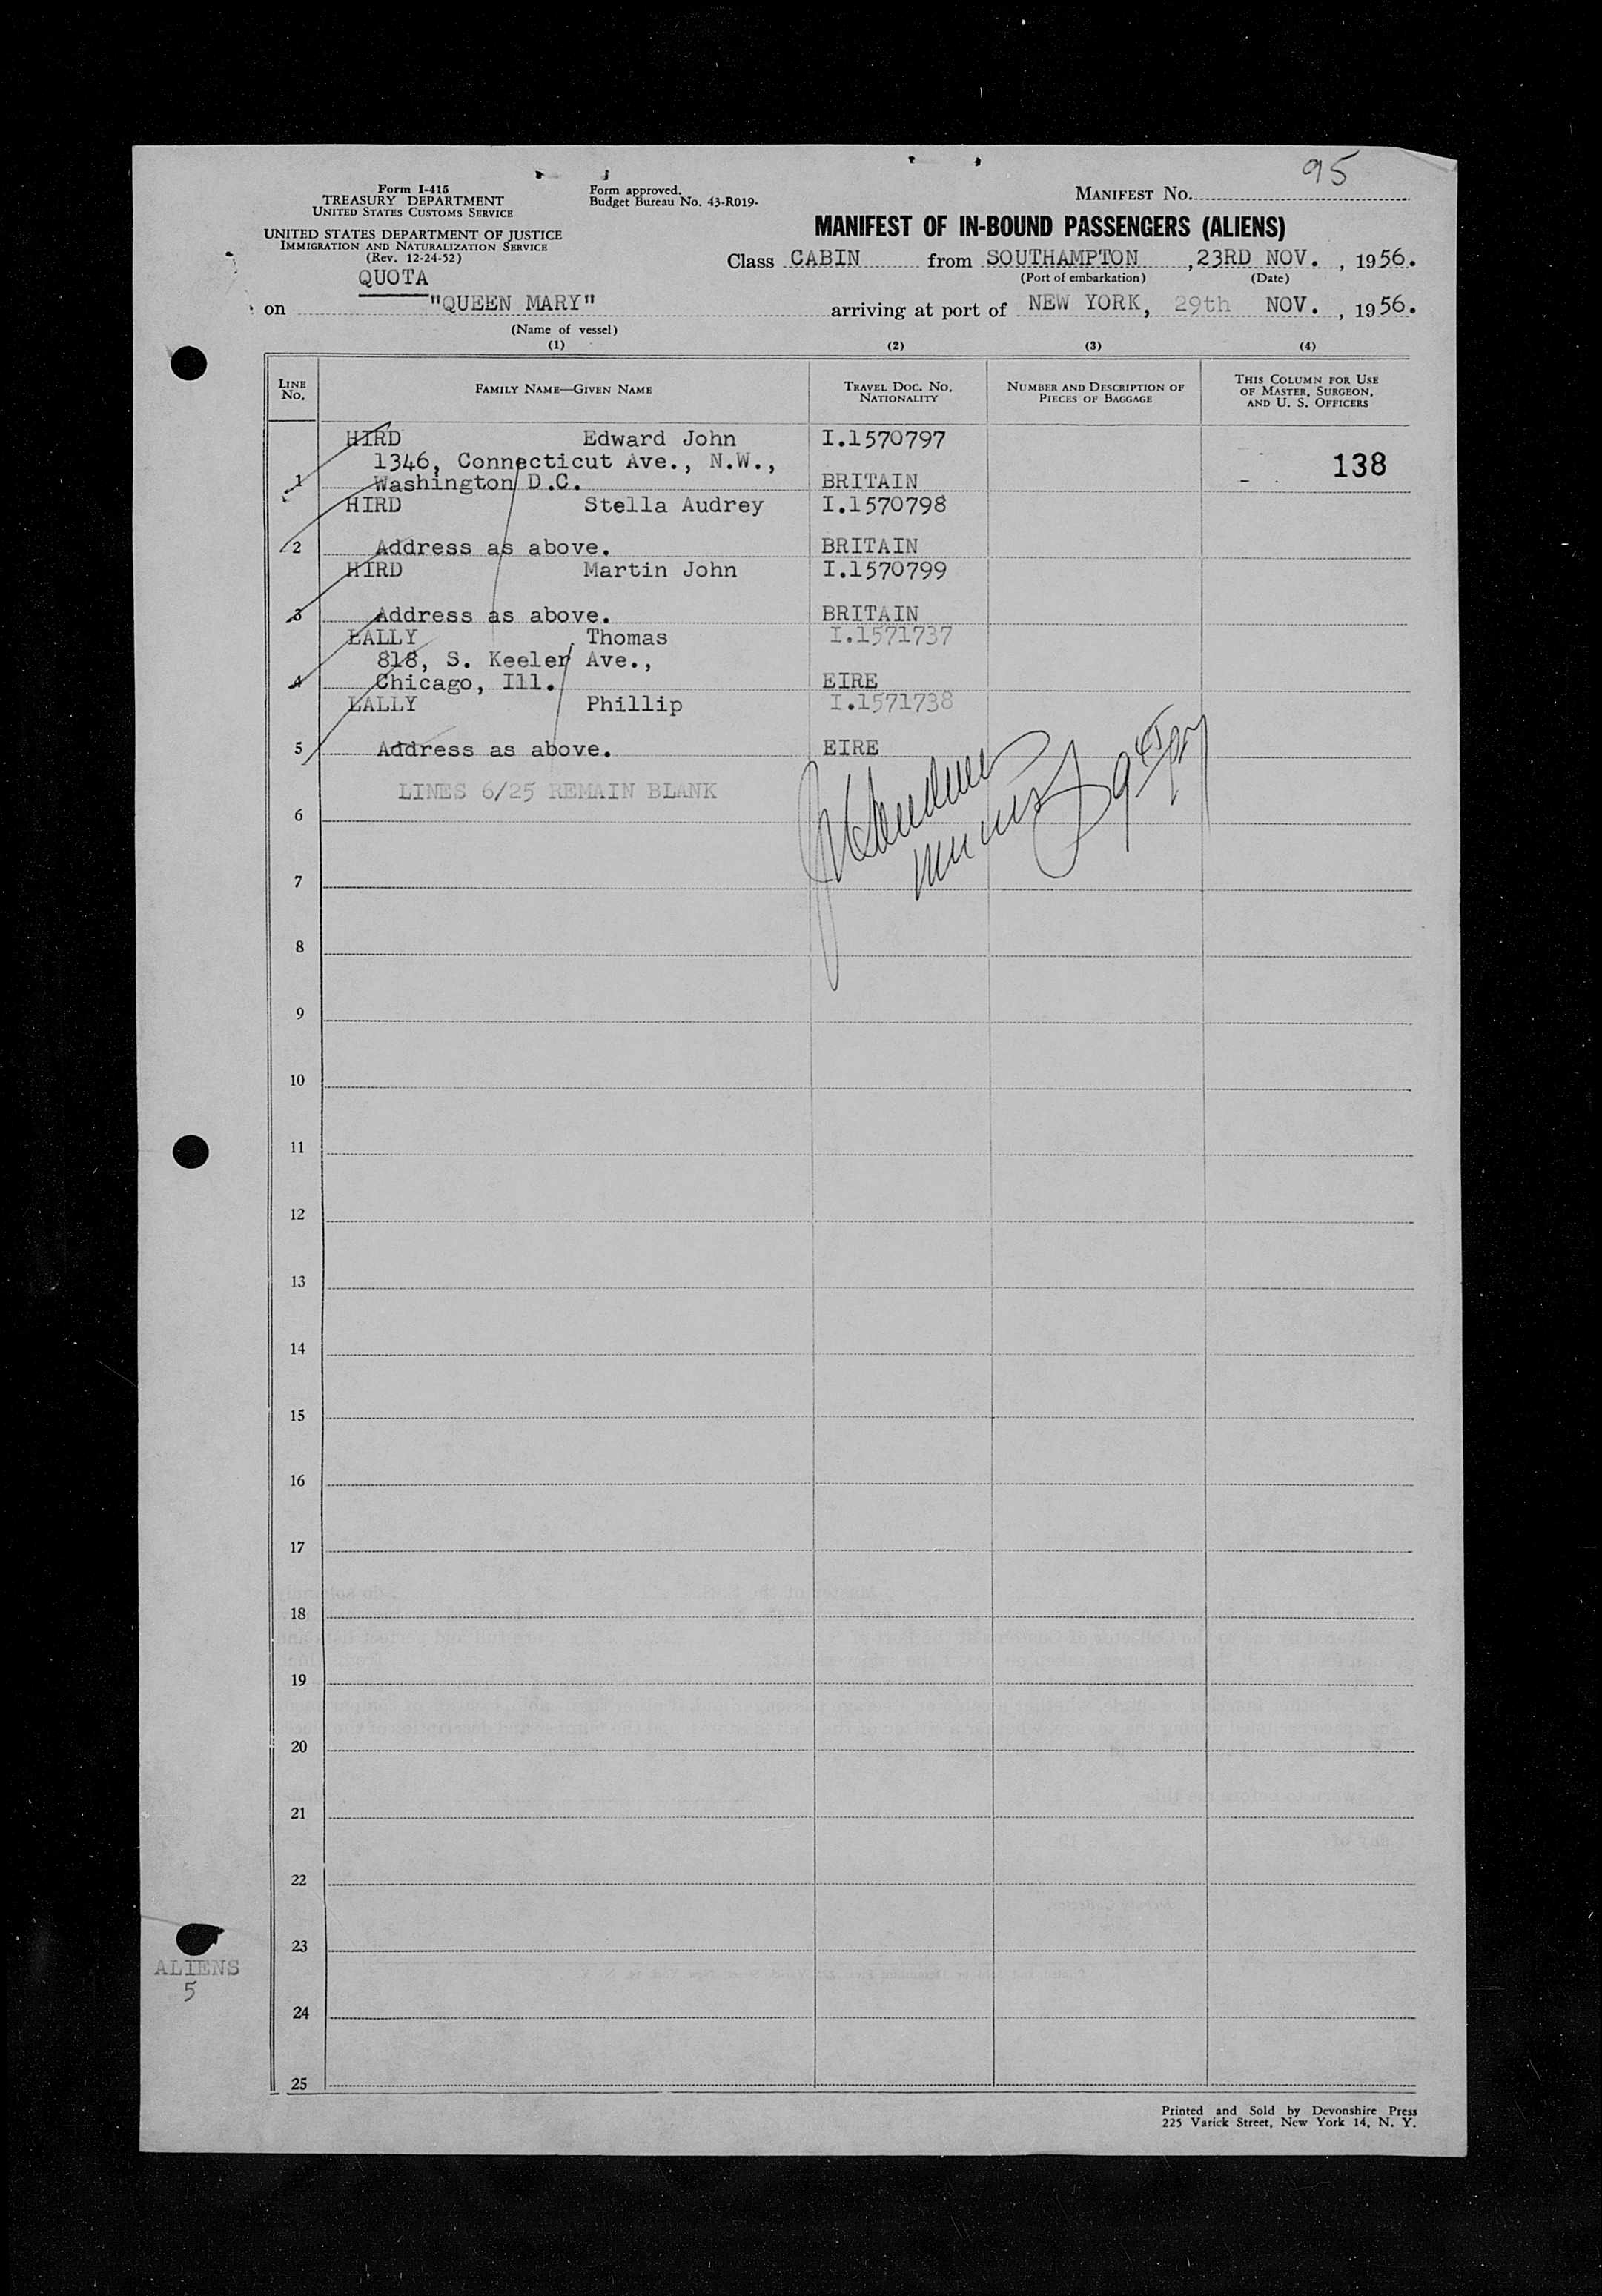 95
Form I-415
TREASURY DEPARTMENT
UNITED STATES CUSTOMS SERVICE
Form approved.
Budget Bureau No. 43-R019-
MANIFEST NO.
UNITED STATES DEPARTMENT OF JUSTICE
IMMIGRATION AND NATURALIZATION SERVICE
(Rev. 12-24-52)
MANIFEST OF IN-BOUND PASSENGERS (ALIENS)
QUOTA
Class CABIN from SOUTHAMPTON ,23RD NOV. , 1956.
(Port of embarkation) (Date)
on "QUEEN MARY" arriving at port of NEW YORK, 29th NOV. , 1956.
(Name of vessel)
(1) (2) (3) (4)
LINE No. FAMILY NAME—GIVEN NAME TRAVEL DOC. NO. NATIONALITY NUMBER AND DESCRIPTION OF PIECES OF BAGGAGE THIS COLUMN FOR USE OF MASTER, SURGEON, AND U. S. OFFICERS
HIRD Edward John I.1570797
1346, Connecticut Ave., N.W., 138
1 Washington D.C. BRITAIN
HIRD Stella Audrey I.1570798
2 Address as above. BRITAIN
HIRD Martin John I.1570799
3 Address as above. BRITAIN
LALLY Thomas I.1571737
818, S. Keeler Ave.,
4 Chicago, Ill. EIRE
LALLY Phillip I.1571738
5 Address as above. EIRE
LINES 6/25 REMAIN BLANK
6
7
8
9
10
11
12
13
14
15
16
17
18
19
20
21
22
23
ALIENS
5
24
25
Printed and Sold by Devonshire Press
225 Varick Street, New York 14, N. Y.